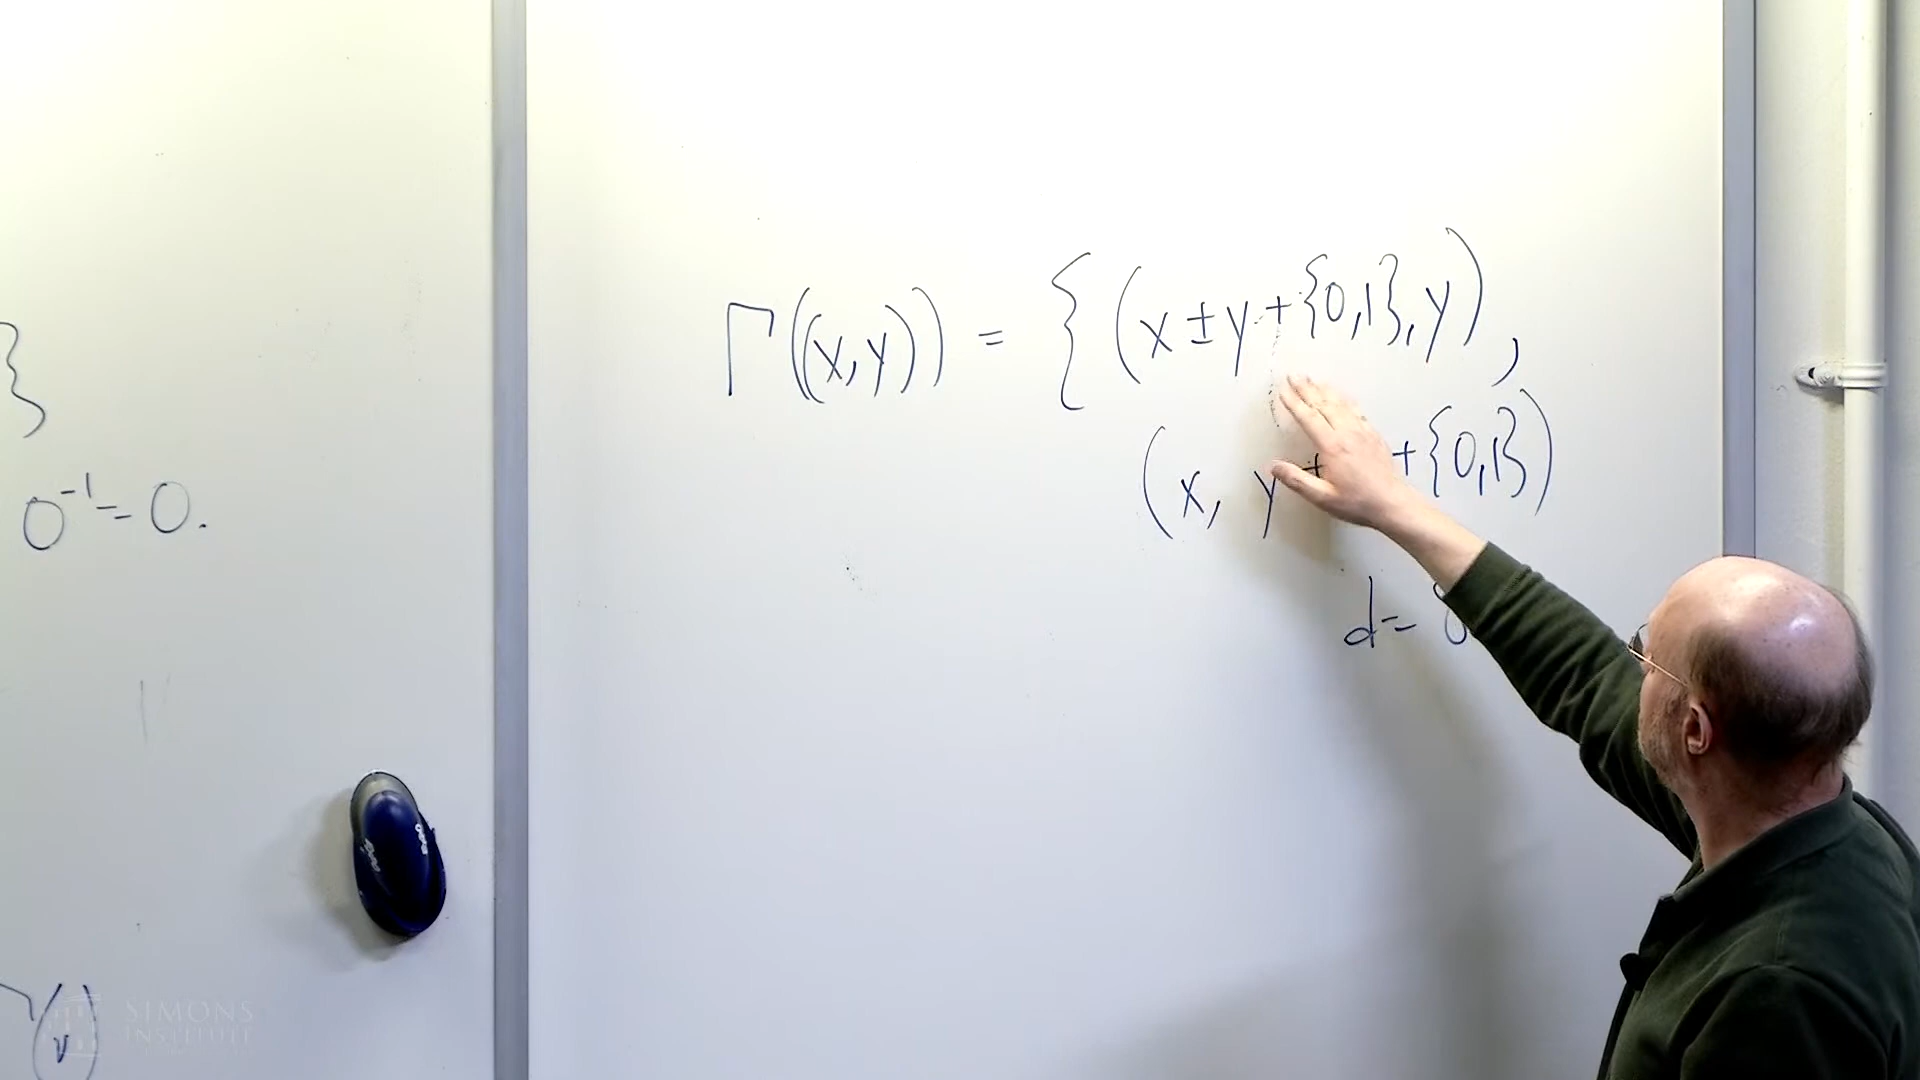 }
0⁻¹ = 0.
(v)
Γ((x,y)) = { (x±y+{0,1},y),
(x, y +{0,1})
d=
SIMONS
INSTITUTE